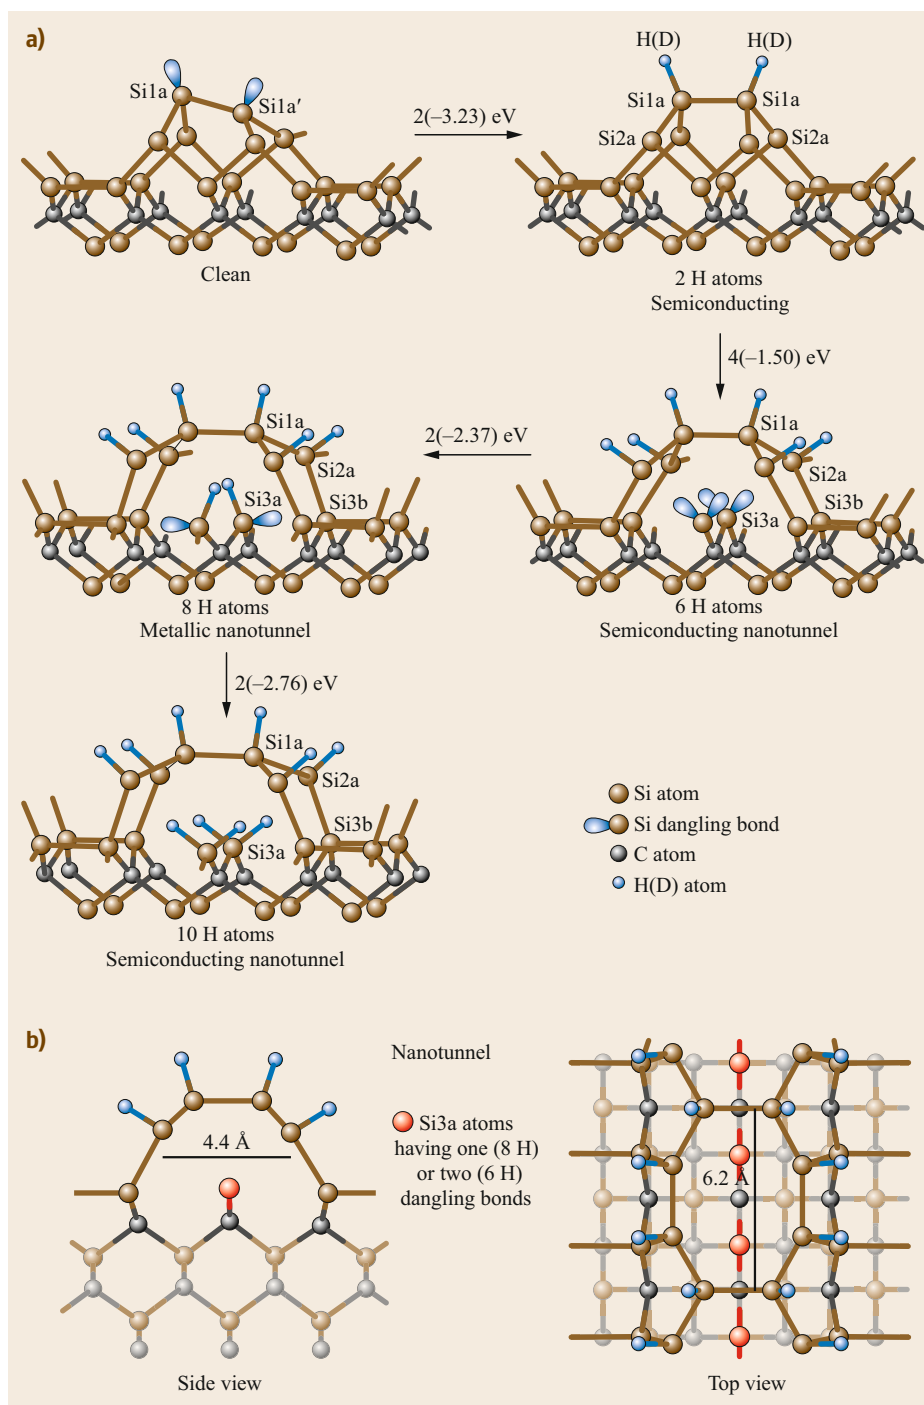 a)
H(D)
H(D)
Si1a
Si1a′
2(–3.23) eV
Si1a
Si1a
Si2a
Si2a
Clean
2 H atoms
Semiconducting
4(–1.50) eV
Si1a
Si2a
Si3a
Si3b
2(–2.37) eV
Si1a
Si2a
Si3b
Si3a
8 H atoms
Metallic nanotunnel
6 H atoms
Semiconducting nanotunnel
2(–2.76) eV
Si1a
Si2a
Si3b
Si3a
Si atom
Si dangling bond
C atom
H(D) atom
10 H atoms
Semiconducting nanotunnel
b)
Nanotunnel
4.4 Å
Si3a atoms
having one (8 H)
or two (6 H)
dangling bonds
6.2 Å
Side view
Top view